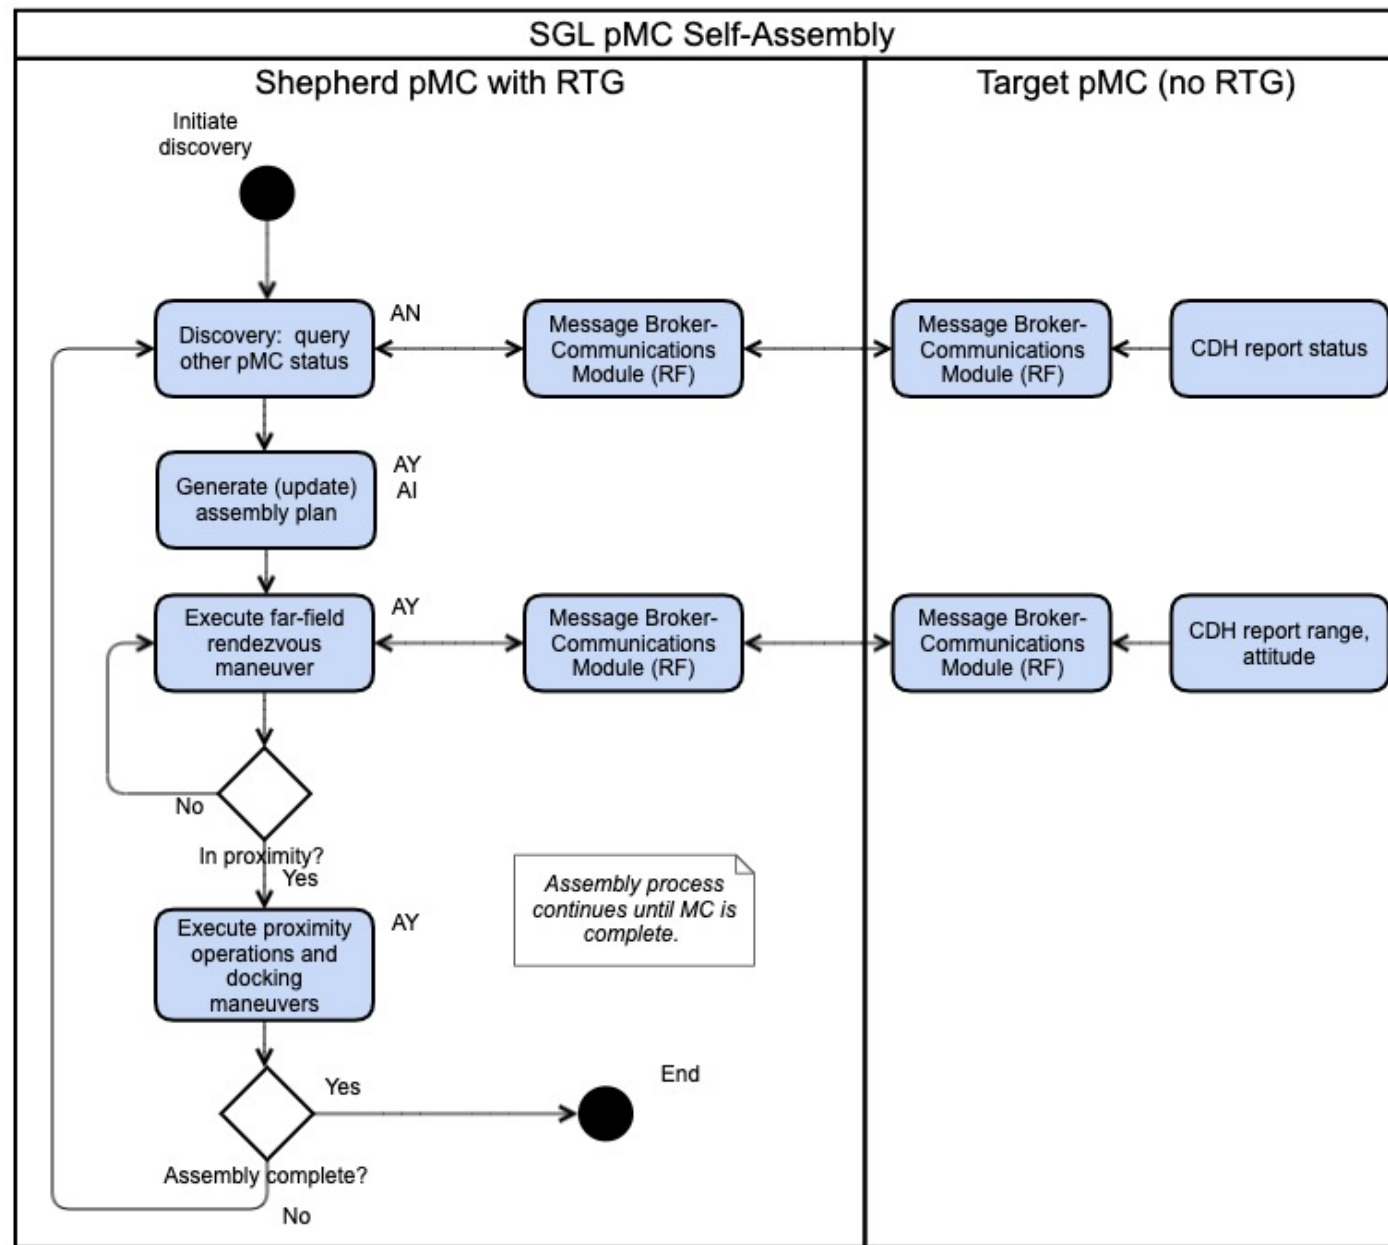 SGL pMC Self-Assembly
Shepherd pMC with RTG
Target pMC (no RTG)
Initiate
discovery
Discovery:  query
other pMC status
AN
Message Broker-
Communications
Module (RF)
Message Broker-
Communications
Module (RF)
CDH report status
Generate (update)
assembly plan
AY
AI
Execute far-field
rendezvous
maneuver
AY
Message Broker-
Communications
Module (RF)
Message Broker-
Communications
Module (RF)
CDH report range,
attitude
No
In proximity?
Yes
Execute proximity
operations and
docking
maneuvers
AY
Assembly process
continues until MC is
complete.
Yes
End
Assembly complete?
No